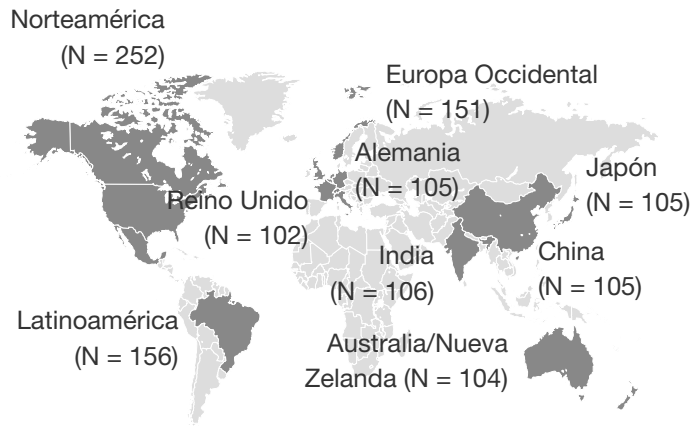 Norteamérica
(N = 252)
Europa Occidental
(N = 151)
Alemania
(N = 105)
Japón
(N = 105)
Reino Unido
(N = 102)
India
(N = 106)
China
(N = 105)
Latinoamérica
(N = 156)
Australia/Nueva
Zelanda (N = 104)